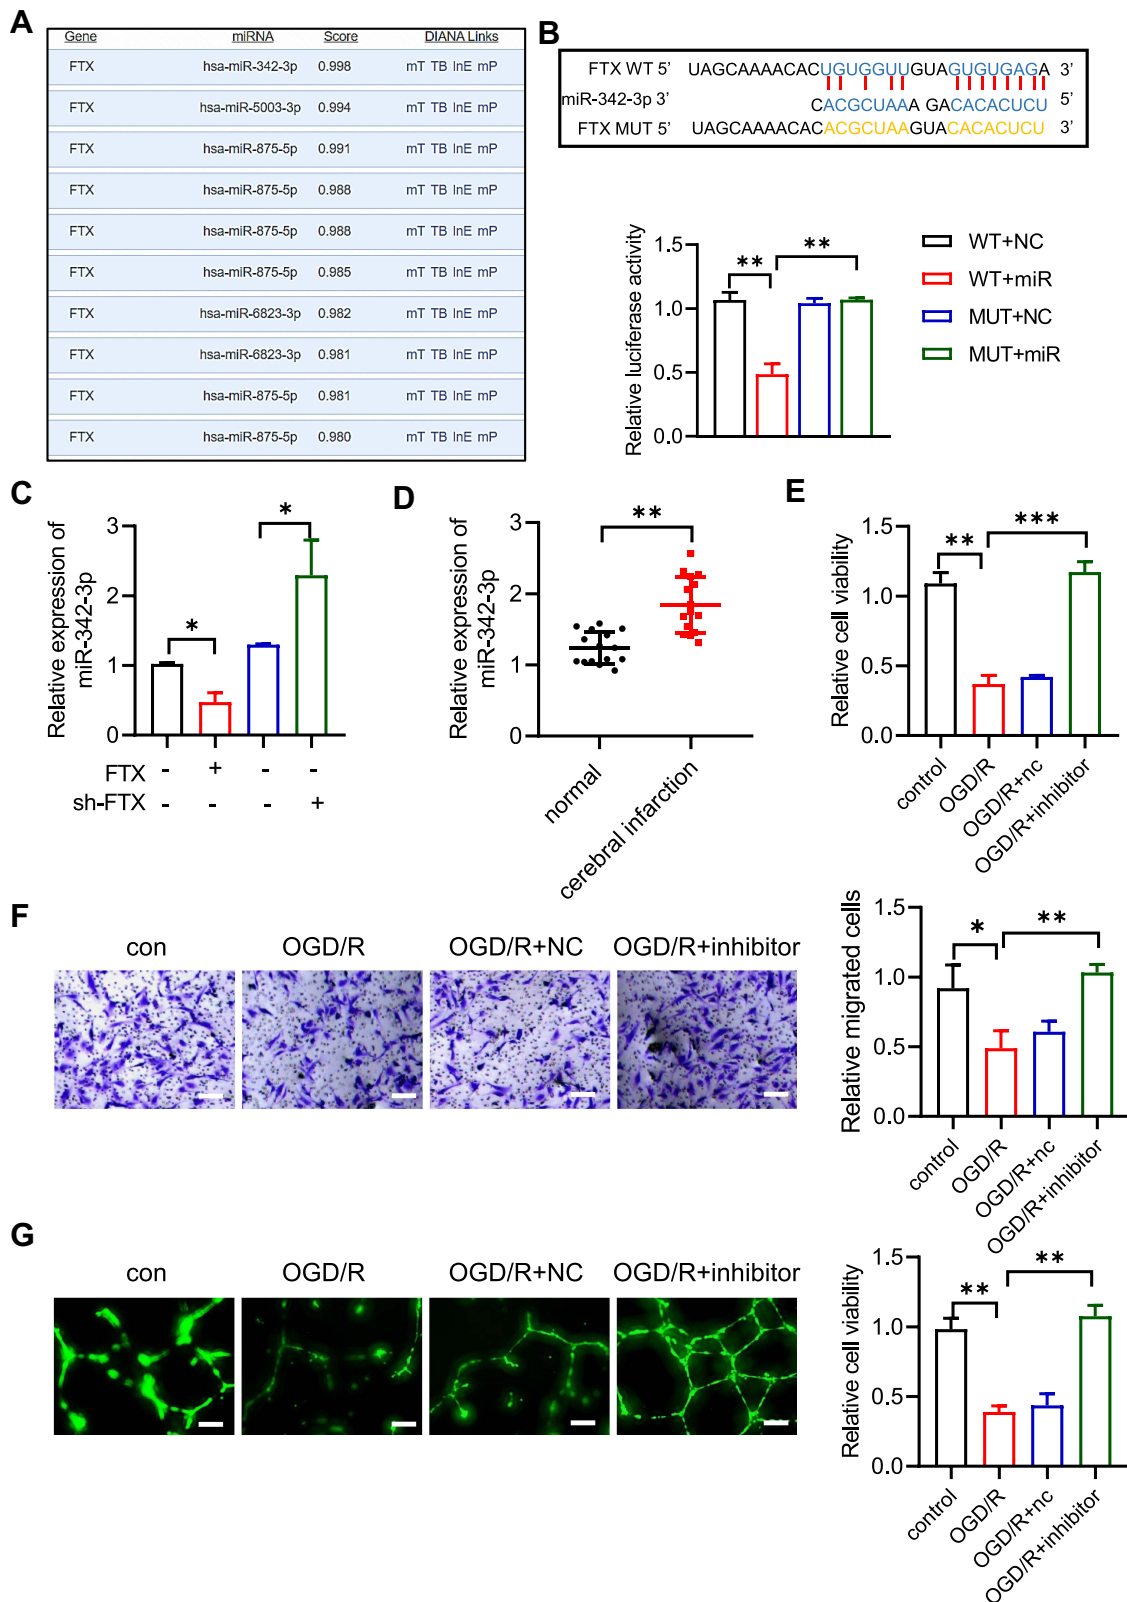 A
Gene miRNA Score DIANA Links
FTX hsa-miR-342-3p 0.998 mT TB InE mP
FTX hsa-miR-5003-3p 0.994 mT TB InE mP
FTX hsa-miR-875-5p 0.991 mT TB InE mP
FTX hsa-miR-875-5p 0.988 mT TB InE mP
FTX hsa-miR-875-5p 0.988 mT TB InE mP
FTX hsa-miR-875-5p 0.985 mT TB InE mP
FTX hsa-miR-6823-3p 0.982 mT TB InE mP
FTX hsa-miR-6823-3p 0.981 mT TB InE mP
FTX hsa-miR-875-5p 0.981 mT TB InE mP
FTX hsa-miR-875-5p 0.980 mT TB InE mP
B
FTX WT 5' UAGCAAAACACUGUGGUUGUAGUGUGAGA 3'
miR-342-3p 3' CACGCUAAA GACACACUCU 5'
FTX MUT 5' UAGCAAAACACACGCUAAGUACACACUCU 3'
Relative luciferase activity
1.5
1.0
0.5
0.0
** **
WT+NC
WT+miR
MUT+NC
MUT+miR
C
Relative expression of
miR-342-3p
3
2
1
0
* *
FTX - + - -
sh-FTX - - - +
D
Relative expression of
miR-342-3p
3
2
1
0
**
normal
cerebral infarction
E
Relative cell viability
1.5
1.0
0.5
0.0
** ***
control
OGD/R
OGD/R+nc
OGD/R+inhibitor
F
con OGD/R OGD/R+NC OGD/R+inhibitor
Relative migrated cells
1.5
1.0
0.5
0.0
* **
control
OGD/R
OGD/R+nc
OGD/R+inhibitor
G
con OGD/R OGD/R+NC OGD/R+inhibitor
Relative cell viability
1.5
1.0
0.5
0.0
** **
control
OGD/R
OGD/R+nc
OGD/R+inhibitor